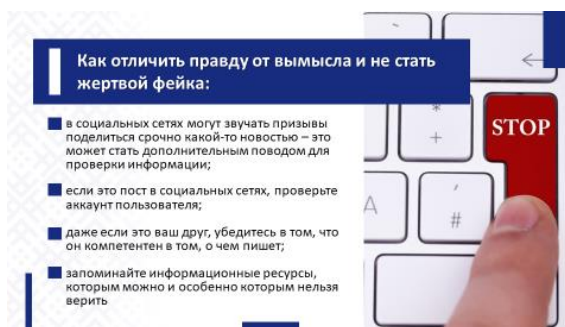 Как отличить правду от вымысла и не стать
жертвой фейка:
в социальных сетях могут звучать призывы
поделиться срочно какой-то новостью – это
может стать дополнительным поводом для
проверки информации;
если это пост в социальных сетях, проверьте
аккаунт пользователя;
даже если это ваш друг, убедитесь в том, что
он компетентен в том, о чем пишет;
запоминайте информационные ресурсы,
которым можно и особенно которым нельзя
верить
*
+
STOP
A
#